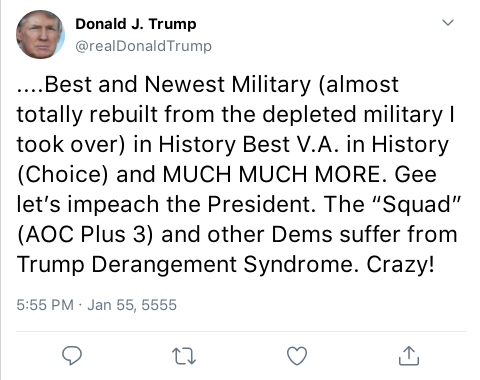 Donald J. Trump
@realDonaldTrump
....Best and Newest Military (almost
totally rebuilt from the depleted military I
took over) in History Best V.A. in History
(Choice) and MUCH MUCH MORE. Gee
let’s impeach the President. The “Squad”
(AOC Plus 3) and other Dems suffer from
Trump Derangement Syndrome. Crazy!
5:55 PM · Jan 55, 5555